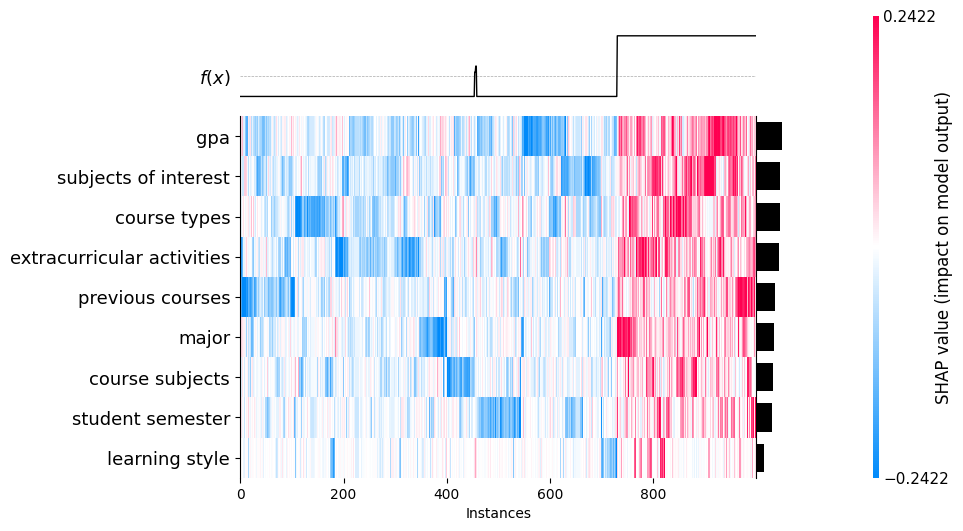 0.2422
f(x)
gpa
subjects of interest
course types
extracurricular activities
previous courses
major
course subjects
student semester
learning style
0 200 400 600 800
Instances
−0.2422
SHAP value (impact on model output)